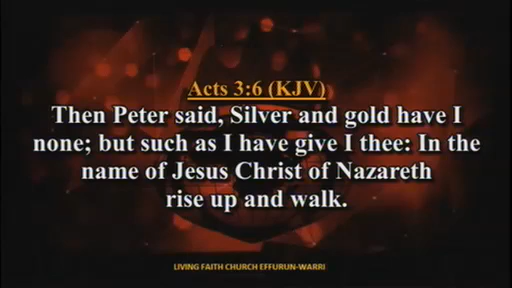 Acts 3:6 (KJV)
Then Peter said, Silver and gold have I
none; but such as I have give I thee: In the
name of Jesus Christ of Nazareth
rise up and walk.
LIVING FAITH CHURCH EFFURUN-WARRI